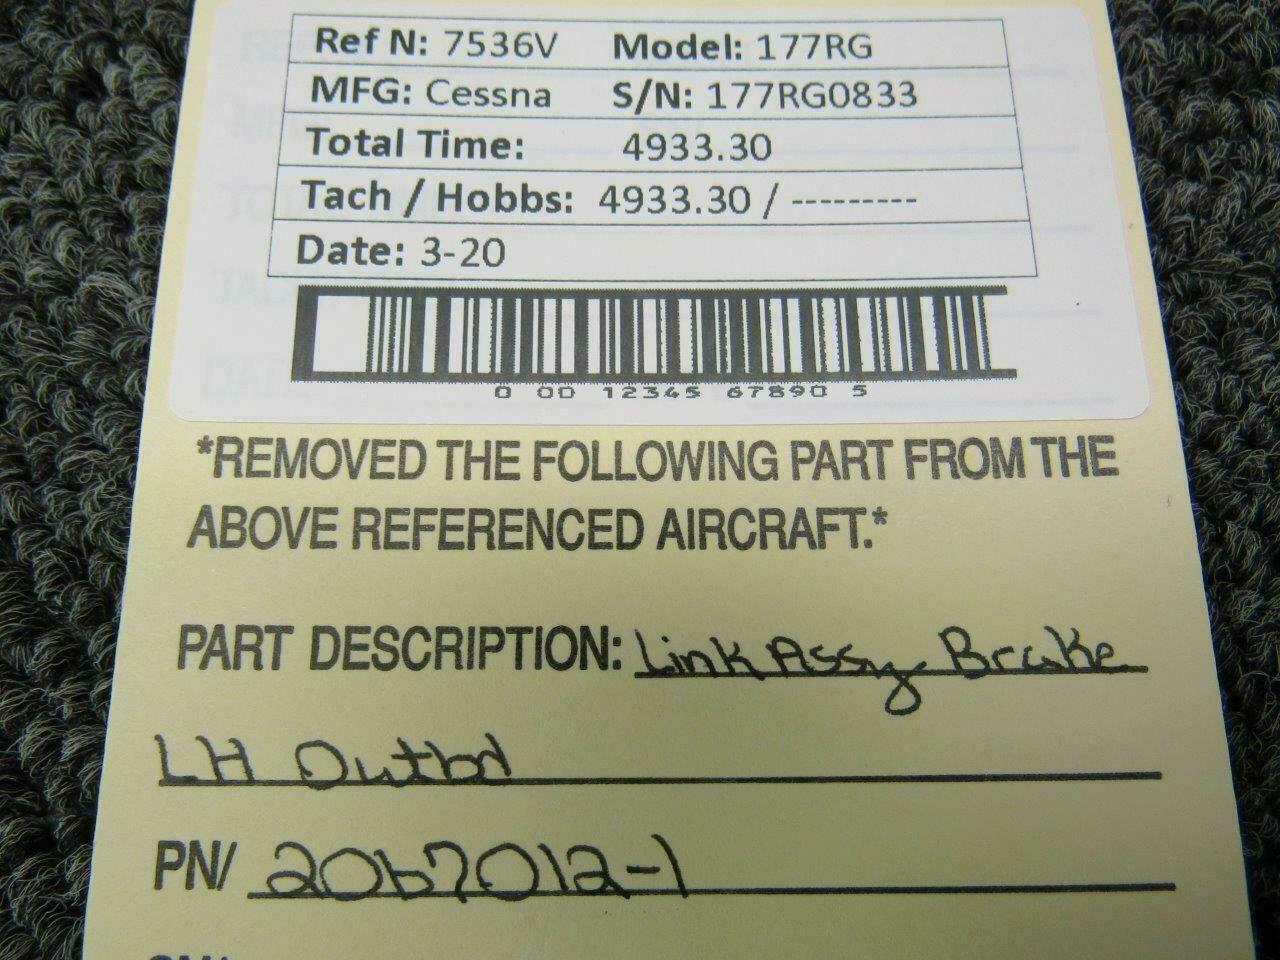 Ref N: 7536V Model: 177RG
MFG: Cessna S/N: 177RG0833
Total Time: 4933.30
Tach / Hobbs: 4933.30 / ---------
Date: 3-20
0 00 12345 67890 5
*REMOVED THE FOLLOWING PART FROM THE
ABOVE REFERENCED AIRCRAFT.*
PART DESCRIPTION: Link Assy Brake
LH Outbd
PN/ 2067012-1